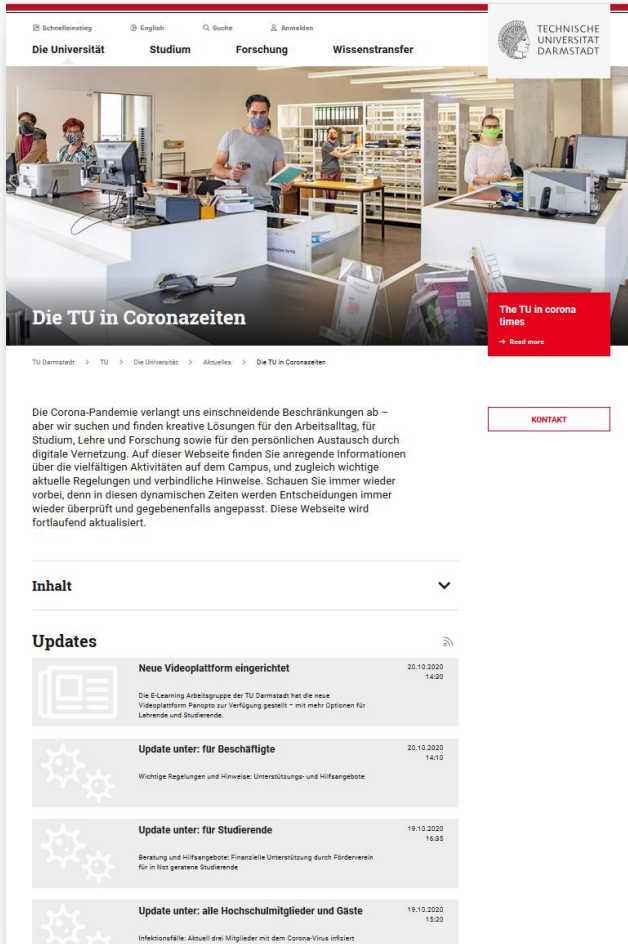 Schnelleinstieg English Suche Anmelden
Die Universität Studium Forschung Wissenstransfer
TECHNISCHE
UNIVERSITÄT
DARMSTADT
Die TU in Coronazeiten
The TU in corona
times
→ Read more
TU Darmstadt > TU > Die Universität > Aktuelles > Die TU in Coronazeiten
KONTAKT
Die Corona-Pandemie verlangt uns einschneidende Beschränkungen ab –
aber wir suchen und finden kreative Lösungen für den Arbeitsalltag, für
Studium, Lehre und Forschung sowie für den persönlichen Austausch durch
digitale Vernetzung. Auf dieser Webseite finden Sie anregende Informationen
über die vielfältigen Aktivitäten auf dem Campus, und zugleich wichtige
aktuelle Regelungen und verbindliche Hinweise. Schauen Sie immer wieder
vorbei, denn in diesen dynamischen Zeiten werden Entscheidungen immer
wieder überprüft und gegebenenfalls angepasst. Diese Webseite wird
fortlaufend aktualisiert.
Inhalt
Updates
Neue Videoplattform eingerichtet 20.10.2020
14:30
Die E-Learning Arbeitsgruppe der TU Darmstadt hat die neue
Videoplattform Panopto zur Verfügung gestellt – mit mehr Optionen für
Lehrende und Studierende.
Update unter: für Beschäftigte 20.10.2020
14:10
Wichtige Regelungen und Hinweise: Unterstützungs- und Hilfsangebote
Update unter: für Studierende 19.10.2020
16:35
Beratung und Hilfsangebote: Finanzielle Unterstützung durch Förderverein
für in Not geratene Studierende
Update unter: alle Hochschulmitglieder und Gäste 19.10.2020
15:20
Infektionsfälle: Aktuell drei Mitglieder mit dem Corona-Virus infiziert